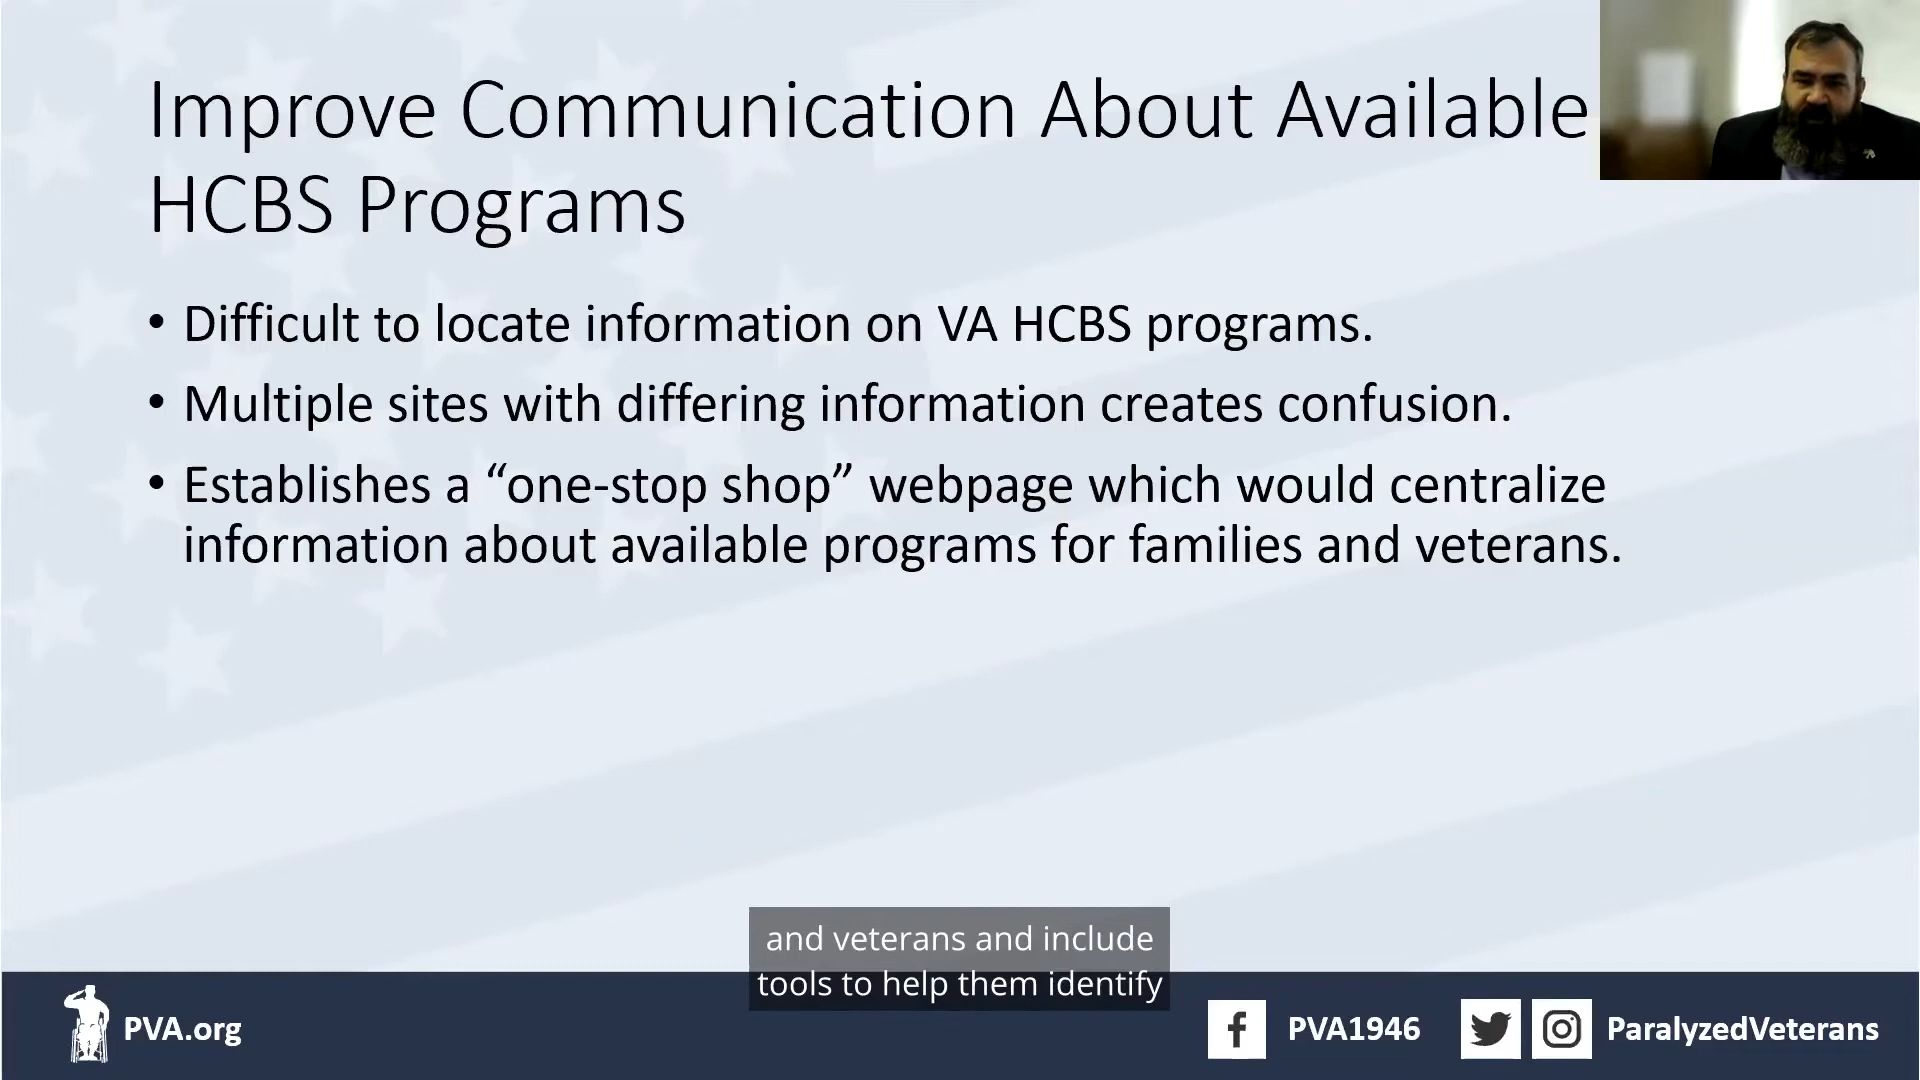 Improve Communication About Available
HCBS Programs
• Difficult to locate information on VA HCBS programs.
• Multiple sites with differing information creates confusion.
• Establishes a “one-stop shop” webpage which would centralize
information about available programs for families and veterans.
and veterans and include
tools to help them identify
PVA.org
PVA1946
ParalyzedVeterans